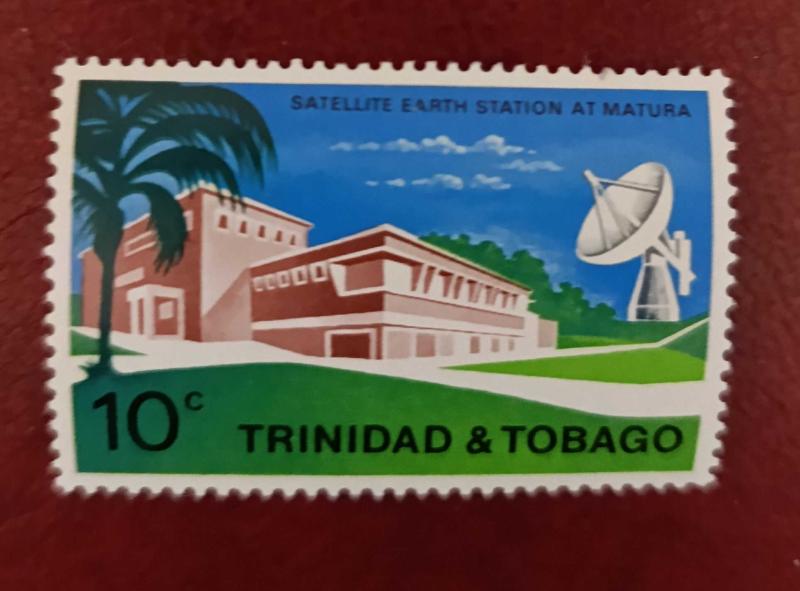 SATELLITE EARTH STATION AT MATURA
10c
TRINIDAD & TOBAGO